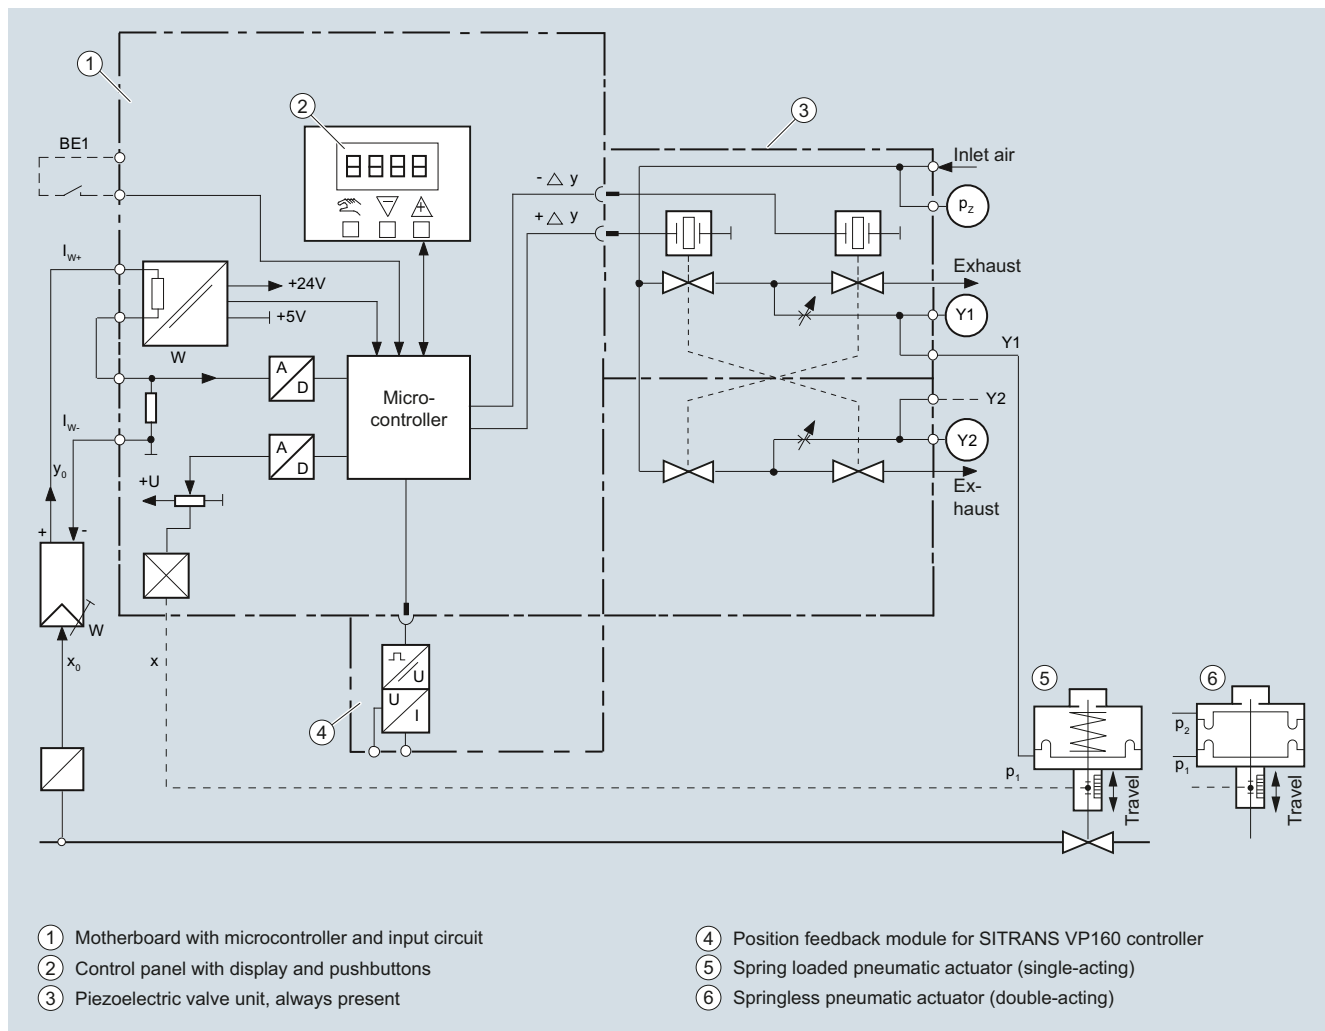 1
2
3
BE1
8888
Inlet air
pZ
- △ y
+ △ y
IW+
+24V
+5V
W
Exhaust
Y1
Y1
A
D
Micro-
controller
Y2
IW-
A
D
Y2
y0
+U
Ex-
haust
+
-
W
x0
x
U
U
I
4
5
6
p2
p1
p1
Travel
Travel
1 Motherboard with microcontroller and input circuit
2 Control panel with display and pushbuttons
3 Piezoelectric valve unit, always present
4 Position feedback module for SITRANS VP160 controller
5 Spring loaded pneumatic actuator (single-acting)
6 Springless pneumatic actuator (double-acting)